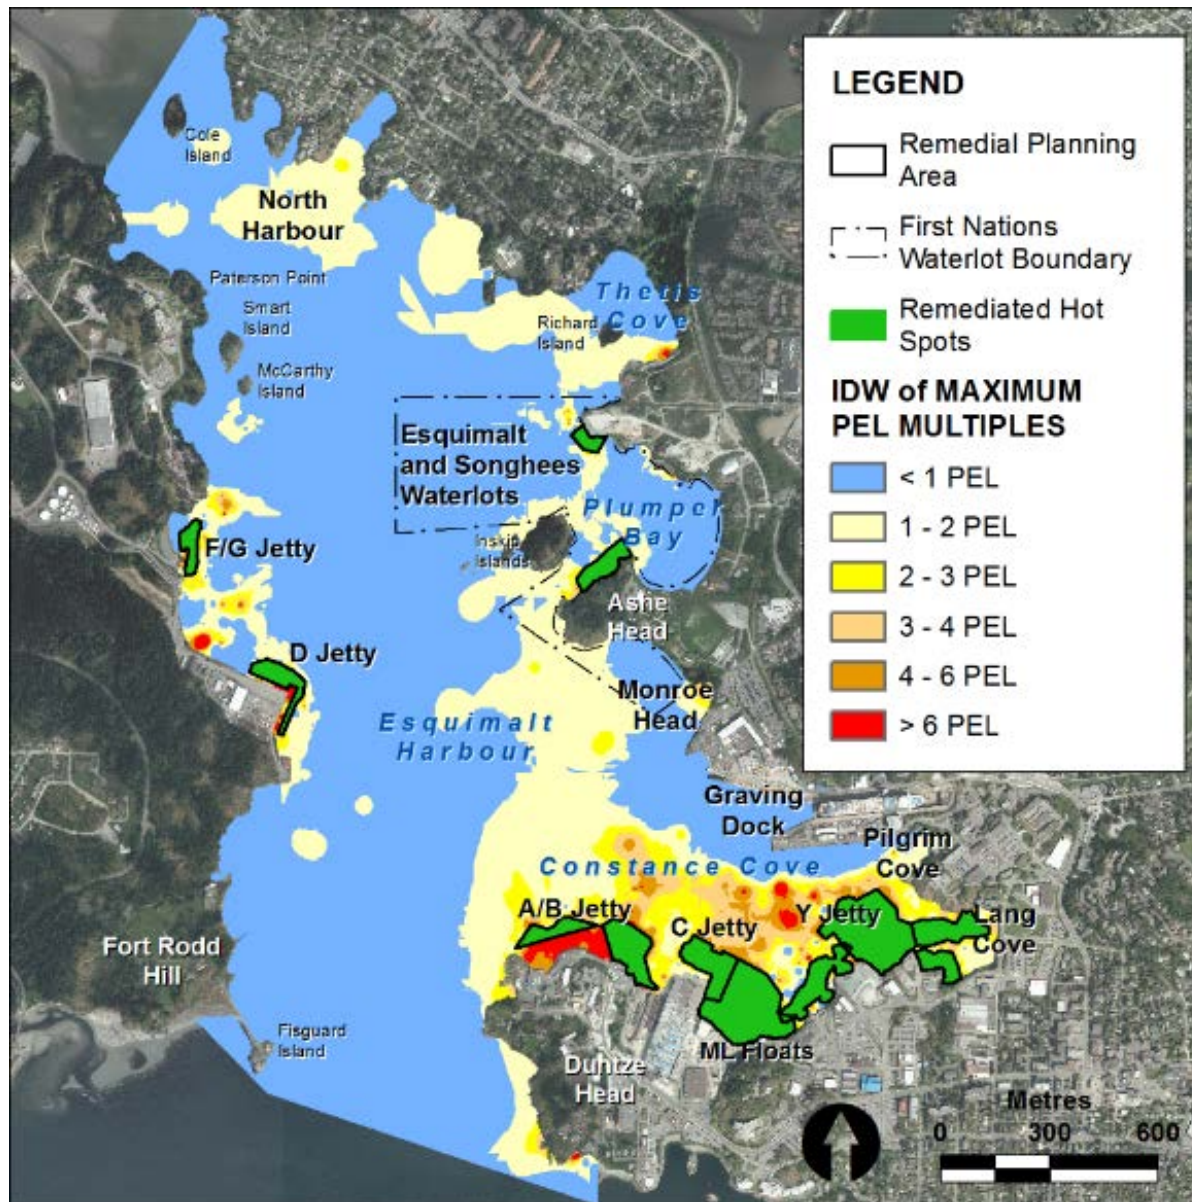 Cole
Island
North
Harbour
Paterson Point
Smart
Island
McCarthy
Island
Thetis
Cove
Richard
Island
Esquimalt
and Songhees
Waterlots
Plumper
Bay
Inskip
Islands
F/G Jetty
Ashe
Head
D Jetty
Monroe
Head
Esquimalt
Harbour
Graving
Dock
Pilgrim
Cove
Constance Cove
A/B Jetty
C Jetty
Y Jetty
Lang
Cove
Fort Rodd
Hill
Fisguard
Island
ML Floats
Duntze
Head
Metres
0 300 600
LEGEND
Remedial Planning
Area
First Nations
Waterlot Boundary
Remediated Hot
Spots
IDW of MAXIMUM
PEL MULTIPLES
< 1 PEL
1 - 2 PEL
2 - 3 PEL
3 - 4 PEL
4 - 6 PEL
> 6 PEL